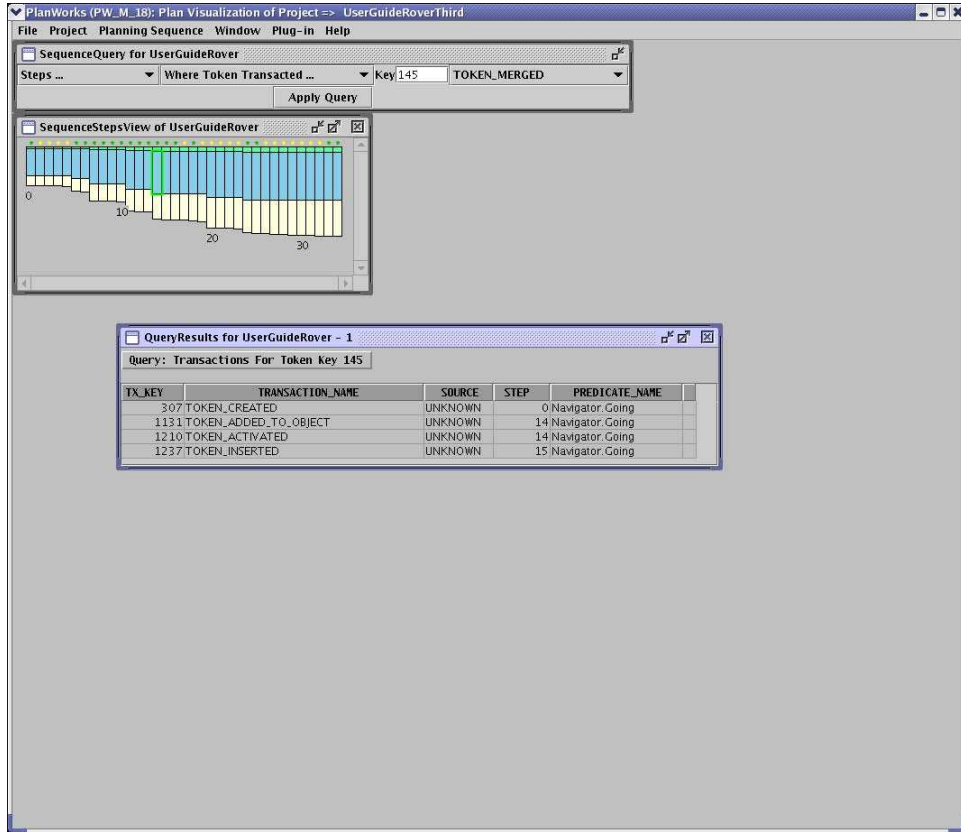 PlanWorks (PW_M_18): Plan Visualization of Project => UserGuideRoverThird
File Project Planning Sequence Window Plug-in Help
SequenceQuery for UserGuideRover
Steps ... Where Token Transacted ... Key 145 TOKEN_MERGED
Apply Query
SequenceStepsView of UserGuideRover
0
10
20
30
QueryResults for UserGuideRover - 1
Query: Transactions For Token Key 145
TX_KEY TRANSACTION_NAME SOURCE STEP PREDICATE_NAME
307 TOKEN_CREATED UNKNOWN 0 Navigator.Going
1131 TOKEN_ADDED_TO_OBJECT UNKNOWN 14 Navigator.Going
1210 TOKEN_ACTIVATED UNKNOWN 14 Navigator.Going
1237 TOKEN_INSERTED UNKNOWN 15 Navigator.Going